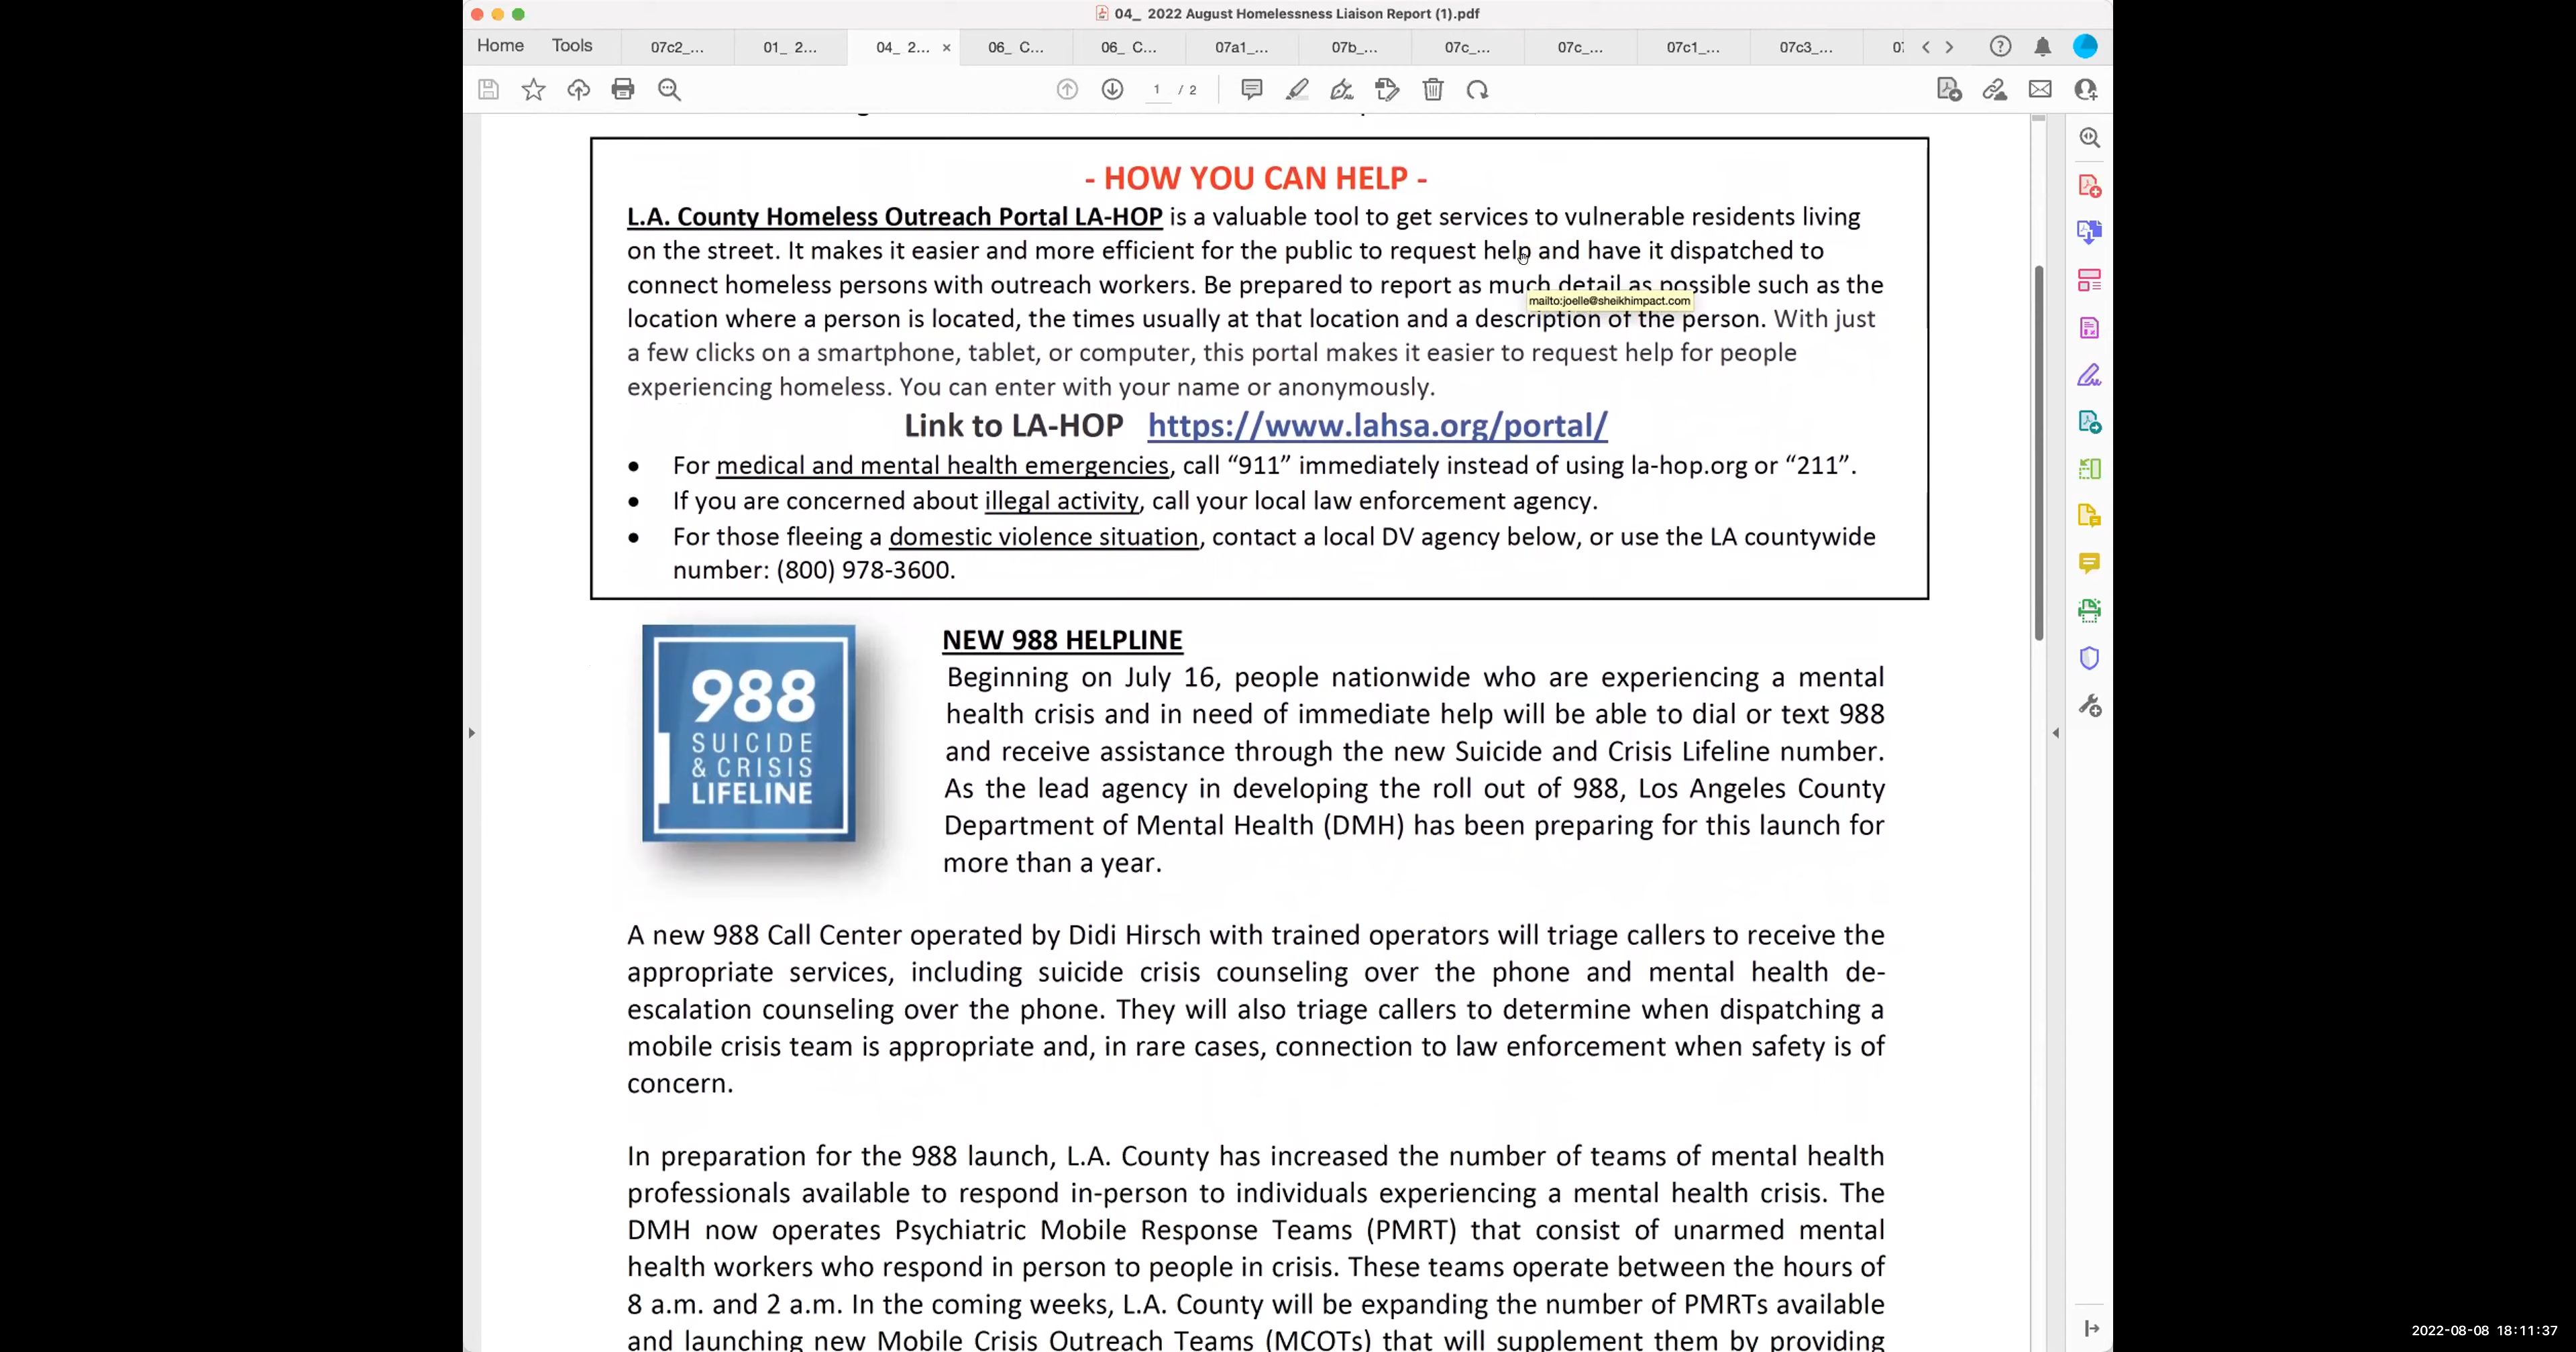 04_ 2022 August Homelessness Liaison Report (1).pdf
Home Tools 07c2_... 01_ 2... 04_ 2... × 06_ C... 06_ C... 07a1_... 07b_... 07c_... 07c_... 07c1_... 07c3_...
1 / 2
- HOW YOU CAN HELP -
L.A. County Homeless Outreach Portal LA-HOP is a valuable tool to get services to vulnerable residents living
on the street. It makes it easier and more efficient for the public to request help and have it dispatched to
connect homeless persons with outreach workers. Be prepared to report as much detail as possible such as the
mailto:joelle@sheikhimpact.com
location where a person is located, the times usually at that location and a description of the person. With just
a few clicks on a smartphone, tablet, or computer, this portal makes it easier to request help for people
experiencing homeless. You can enter with your name or anonymously.
Link to LA-HOP https://www.lahsa.org/portal/
• For medical and mental health emergencies, call “911” immediately instead of using la-hop.org or “211”.
• If you are concerned about illegal activity, call your local law enforcement agency.
• For those fleeing a domestic violence situation, contact a local DV agency below, or use the LA countywide
number: (800) 978-3600.
988
SUICIDE
& CRISIS
LIFELINE
NEW 988 HELPLINE
Beginning on July 16, people nationwide who are experiencing a mental
health crisis and in need of immediate help will be able to dial or text 988
and receive assistance through the new Suicide and Crisis Lifeline number.
As the lead agency in developing the roll out of 988, Los Angeles County
Department of Mental Health (DMH) has been preparing for this launch for
more than a year.
A new 988 Call Center operated by Didi Hirsch with trained operators will triage callers to receive the
appropriate services, including suicide crisis counseling over the phone and mental health de-
escalation counseling over the phone. They will also triage callers to determine when dispatching a
mobile crisis team is appropriate and, in rare cases, connection to law enforcement when safety is of
concern.
In preparation for the 988 launch, L.A. County has increased the number of teams of mental health
professionals available to respond in-person to individuals experiencing a mental health crisis. The
DMH now operates Psychiatric Mobile Response Teams (PMRT) that consist of unarmed mental
health workers who respond in person to people in crisis. These teams operate between the hours of
8 a.m. and 2 a.m. In the coming weeks, L.A. County will be expanding the number of PMRTs available
and launching new Mobile Crisis Outreach Teams (MCOTs) that will supplement them by providing
2022-08-08 18:11:37